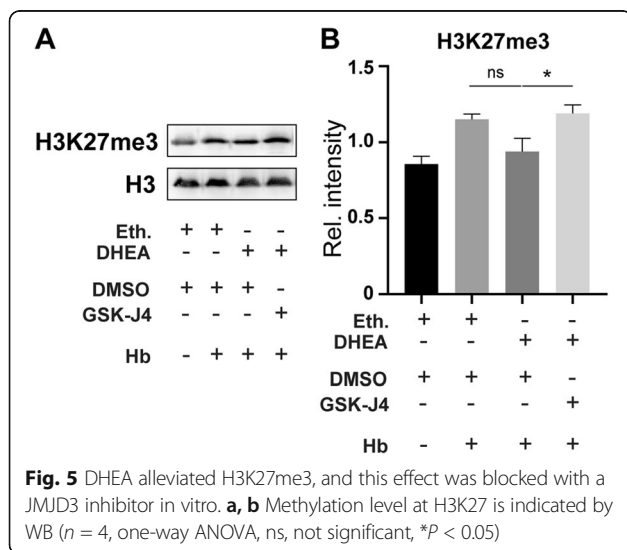 A
H3K27me3
H3
Eth. + + - -
DHEA - - + +
DMSO + + + -
GSK-J4 - - - +
Hb - + + +
B
H3K27me3
ns *
Rel. intensity
1.5
1.0
0.5
0
Eth. + + - -
DHEA - - + +
DMSO + + + -
GSK-J4 - - - +
Hb - + + +
Fig. 5 DHEA alleviated H3K27me3, and this effect was blocked with a
JMJD3 inhibitor in vitro. a, b Methylation level at H3K27 is indicated by
WB (n = 4, one-way ANOVA, ns, not significant, *P < 0.05)